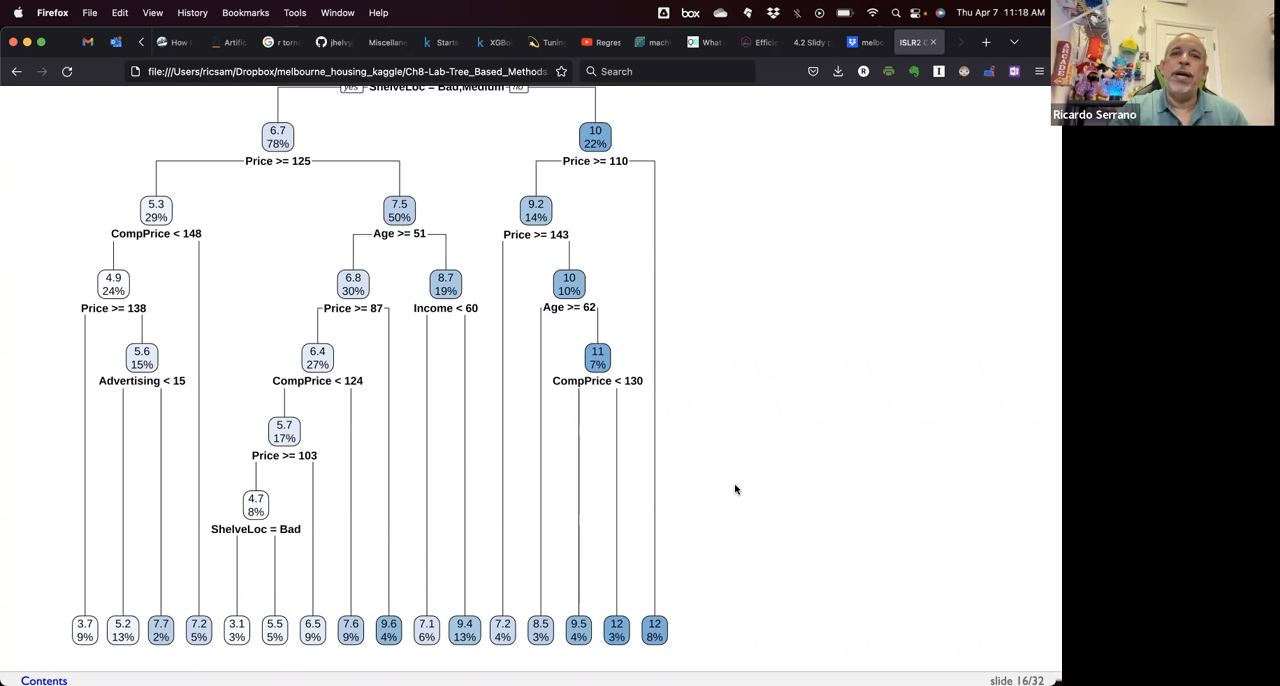 Firefox File Edit View History Bookmarks Tools Window Help box Thu Apr 7 11:18 AM
How Artific r torn jhelvy Miscellane Starte XGBo Tuning Regres machi What Efficie 4.2 Slidy p melbo ISLR2 C
file:///Users/ricsam/Dropbox/melbourne_housing_kaggle/Ch8-Lab-Tree_Based_Methods. Search
Ricardo Serrano
yes ShelveLoc = Bad,Medium no
6.7 10
78% 22%
Price >= 125 Price >= 110
5.3 7.5 9.2
29% 50% 14%
CompPrice < 148 Age >= 51 Price >= 143
4.9 6.8 8.7 10
24% 30% 19% 10%
Price >= 138 Price >= 87 Income < 60 Age >= 62
5.6 6.4 11
15% 27% 7%
Advertising < 15 CompPrice < 124 CompPrice < 130
5.7
17%
Price >= 103
4.7
8%
ShelveLoc = Bad
3.7 5.2 7.7 7.2 3.1 5.5 6.5 7.6 9.6 7.1 9.4 7.2 8.5 9.5 12 12
9% 13% 2% 5% 3% 5% 9% 9% 4% 6% 13% 4% 3% 4% 3% 8%
Contents slide 16/32